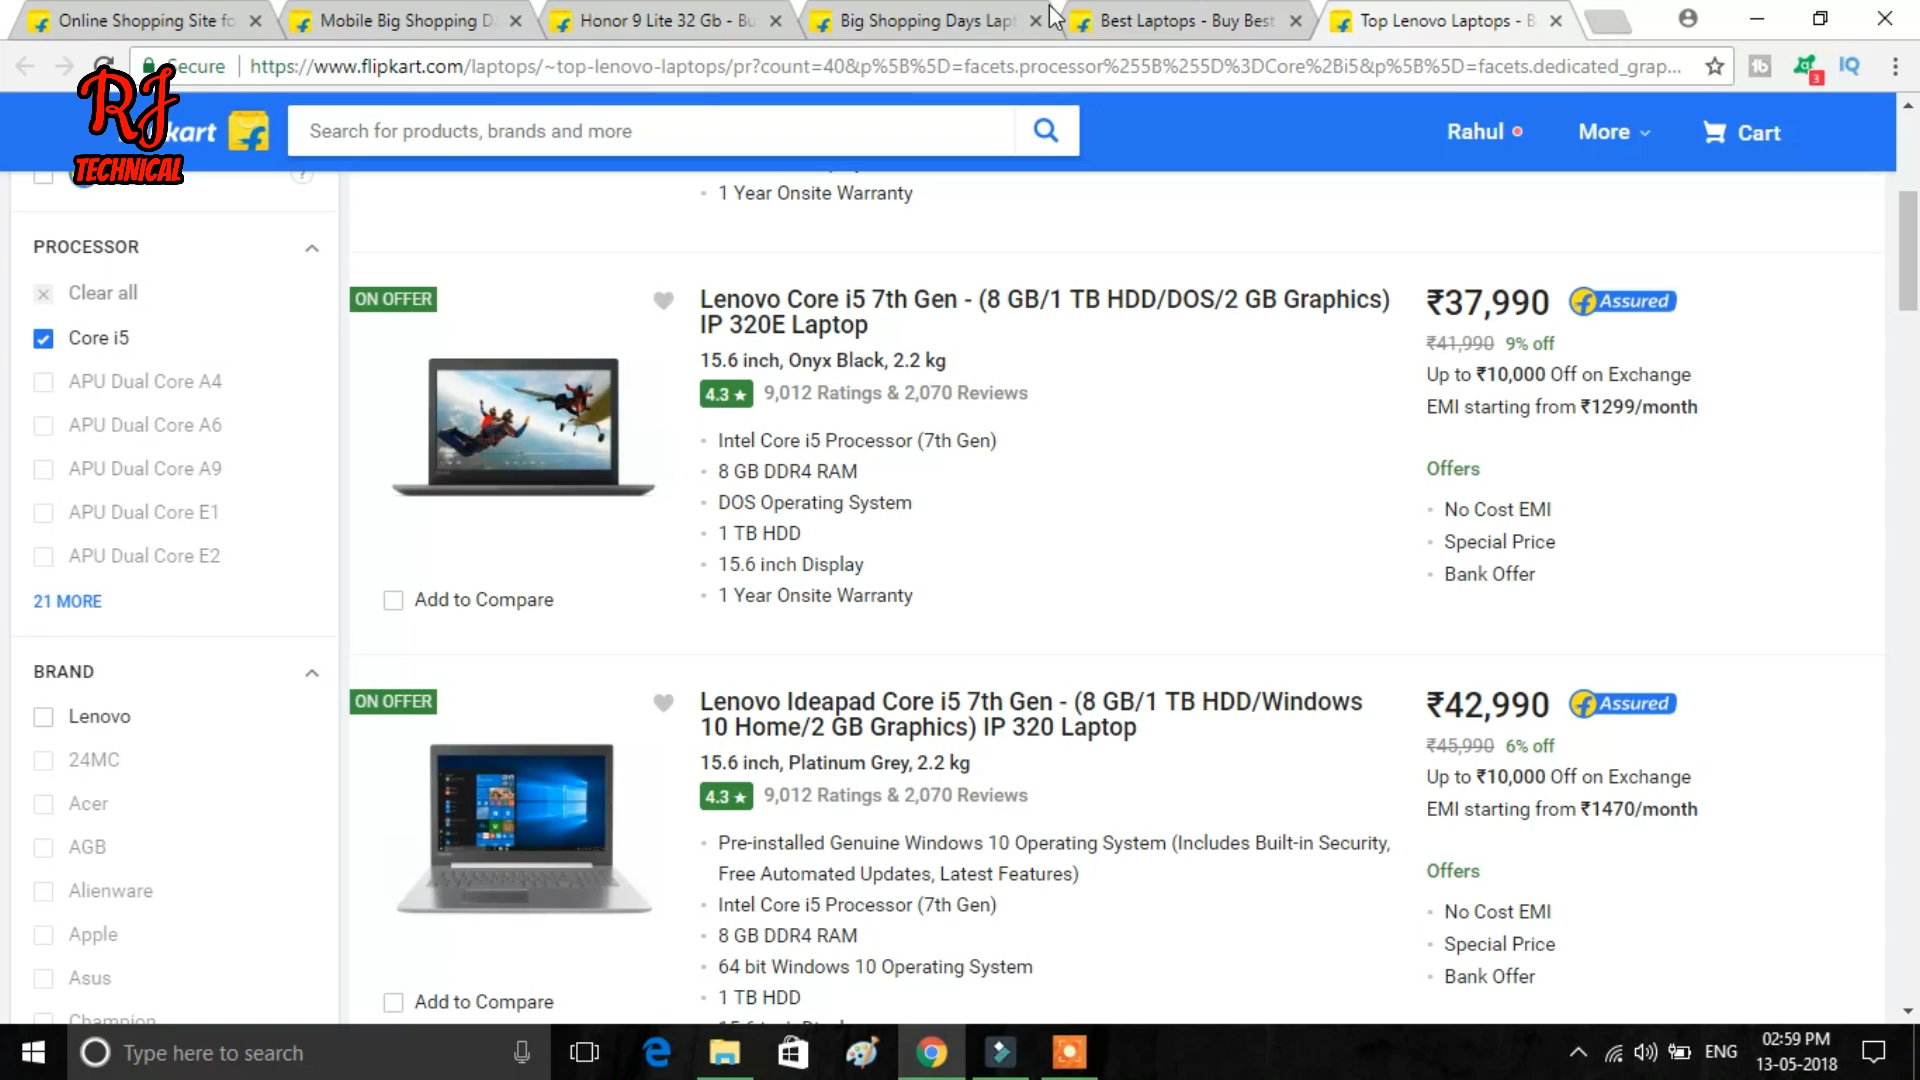 Online Shopping Site fo
Mobile Big Shopping D
Honor 9 Lite 32 Gb - Bu
Big Shopping Days Lapt
Best Laptops - Buy Best
Top Lenovo Laptops - B
Secure
https://www.flipkart.com/laptops/~top-lenovo-laptops/pr?count=40&p%5B%5D=facets.processor%255B%255D%3DCore%2Bi5&p%5B%5D=facets.dedicated_grap...
3
IQ
RJ
TECHNICAL
kart
Search for products, brands and more
Rahul
More
Cart
?
PROCESSOR
Clear all
Core i5
APU Dual Core A4
APU Dual Core A6
APU Dual Core A9
APU Dual Core E1
APU Dual Core E2
21 MORE
BRAND
Lenovo
24MC
Acer
AGB
Alienware
Apple
Asus
Champion
1 Year Onsite Warranty
ON OFFER
Lenovo Core i5 7th Gen - (8 GB/1 TB HDD/DOS/2 GB Graphics)
IP 320E Laptop
15.6 inch, Onyx Black, 2.2 kg
4.3 ★ 9,012 Ratings & 2,070 Reviews
Intel Core i5 Processor (7th Gen)
8 GB DDR4 RAM
DOS Operating System
1 TB HDD
15.6 inch Display
1 Year Onsite Warranty
Add to Compare
₹37,990 Assured
₹41,990 9% off
Up to ₹10,000 Off on Exchange
EMI starting from ₹1299/month
Offers
No Cost EMI
Special Price
Bank Offer
ON OFFER
Lenovo Ideapad Core i5 7th Gen - (8 GB/1 TB HDD/Windows
10 Home/2 GB Graphics) IP 320 Laptop
15.6 inch, Platinum Grey, 2.2 kg
4.3 ★ 9,012 Ratings & 2,070 Reviews
Pre-installed Genuine Windows 10 Operating System (Includes Built-in Security,
Free Automated Updates, Latest Features)
Intel Core i5 Processor (7th Gen)
8 GB DDR4 RAM
64 bit Windows 10 Operating System
1 TB HDD
Add to Compare
₹42,990 Assured
₹45,990 6% off
Up to ₹10,000 Off on Exchange
EMI starting from ₹1470/month
Offers
No Cost EMI
Special Price
Bank Offer
Type here to search
ENG
02:59 PM
13-05-2018